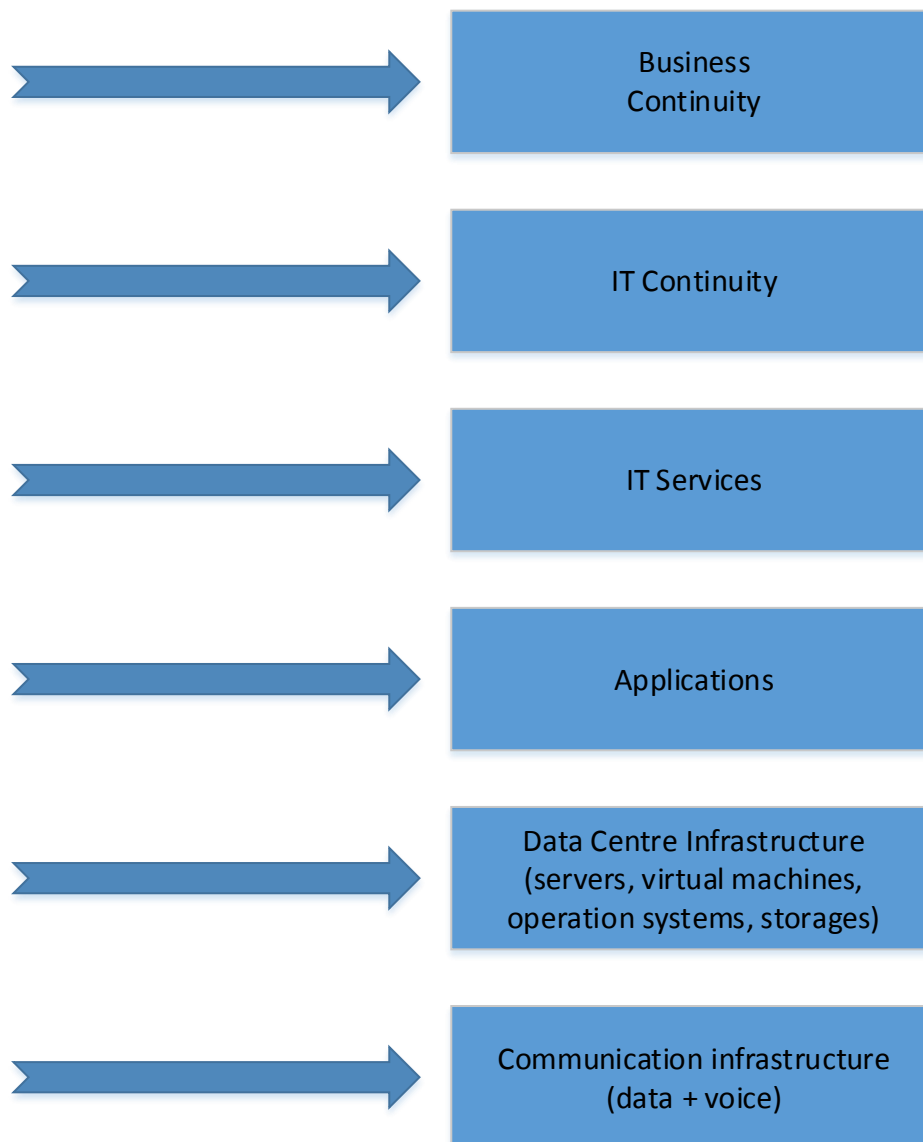 Business
Continuity
IT Continuity
IT Services
Applications
Data Centre Infrastructure
(servers, virtual machines,
operation systems, storages)
Communication infrastructure
(data + voice)